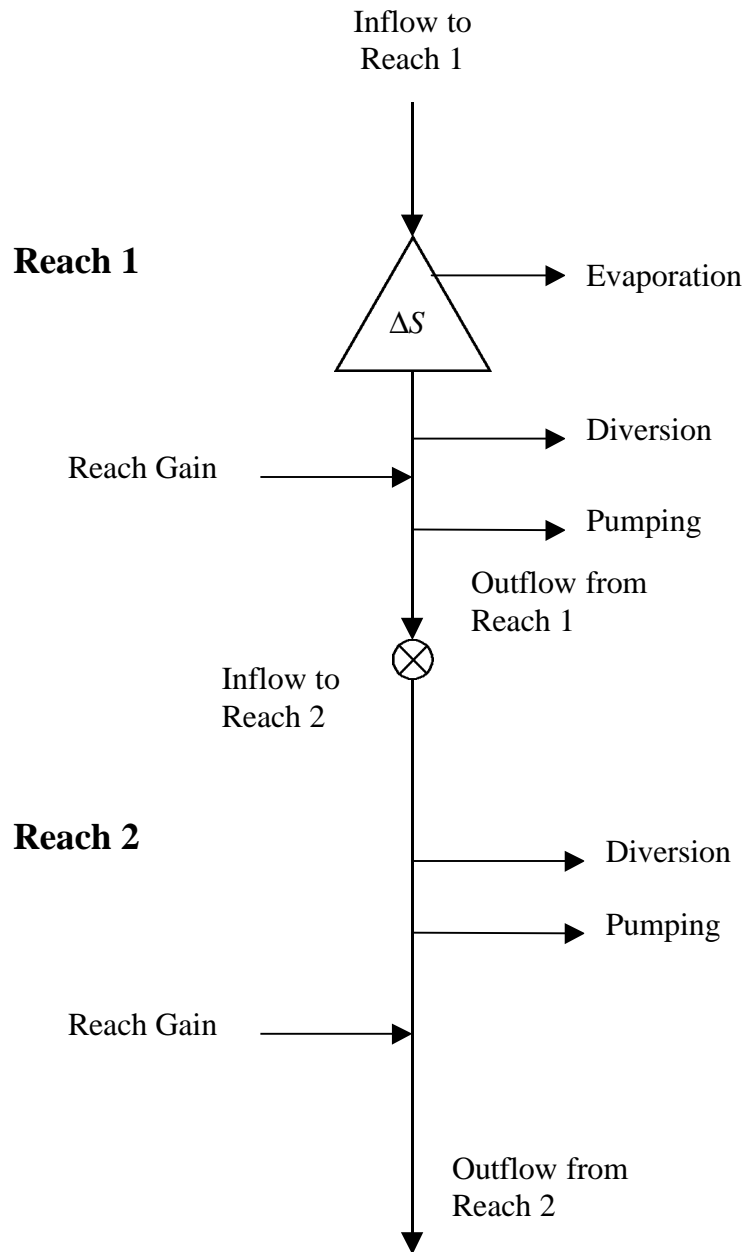 Inflow to
Reach 1
Reach 1
Evaporation
ΔS
Diversion
Reach Gain
Pumping
Outflow from
Reach 1
Inflow to
Reach 2
Reach 2
Diversion
Pumping
Reach Gain
Outflow from
Reach 2